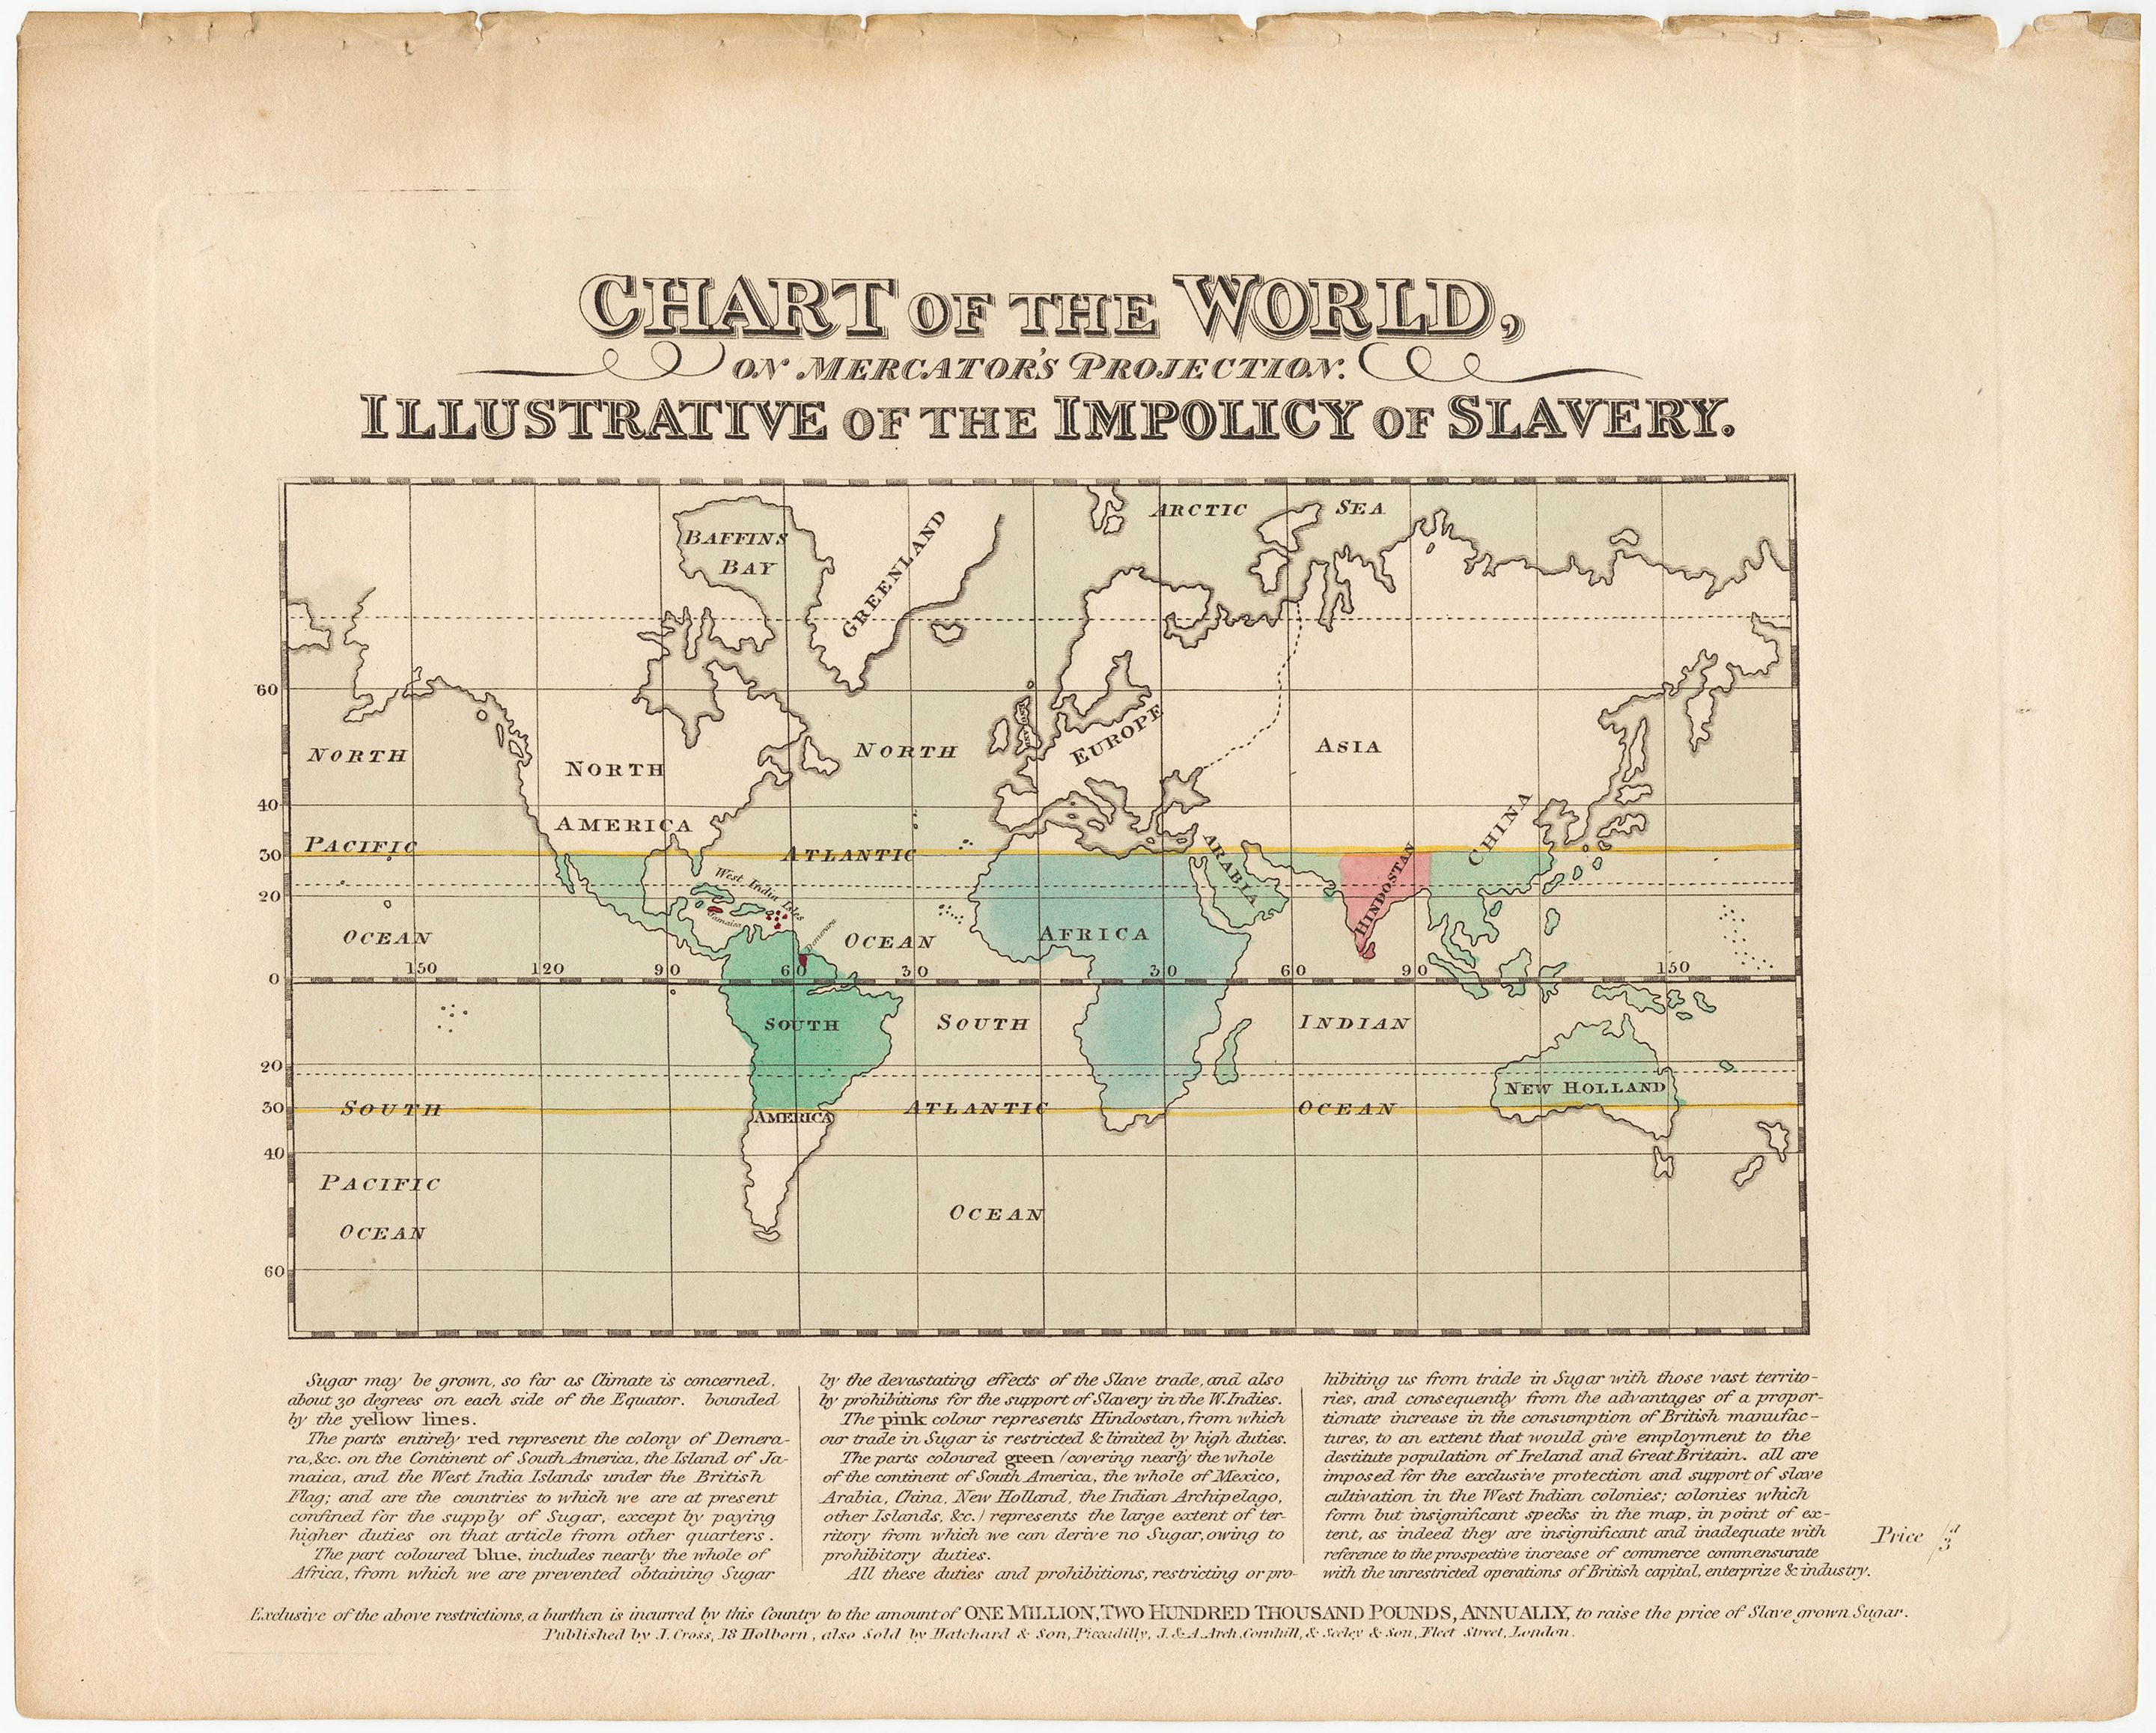 CHART OF THE WORLD,
ON MERCATOR'S PROJECTION.
ILLUSTRATIVE OF THE IMPOLICY OF SLAVERY.
ARCTIC SEA
BAFFINS
BAY
GREENLAND
60
NORTH
NORTH
NORTH
EUROPE
ASIA
40
AMERICA
CHINA
PACIFIC
30
ATLANTIC
ARABIA
HINDOSTAN
West India Isles
20
Jamaica
Demerara
OCEAN
OCEAN
AFRICA
150 120 90 60 30 30 60 90 150
0
SOUTH
SOUTH
INDIAN
20
NEW HOLLAND
30
SOUTH
AMERICA
ATLANTIC
OCEAN
40
PACIFIC
OCEAN
OCEAN
60
Sugar may be grown, so far as Climate is concerned,
about 30 degrees on each side of the Equator. bounded
by the yellow lines.
The parts entirely red represent the colony of Demera-
ra, &c. on the Continent of South America, the Island of Ja-
maica, and the West India Islands under the British
Flag; and are the countries to which we are at present
confined for the supply of Sugar, except by paying
higher duties on that article from other quarters.
The part coloured blue, includes nearly the whole of
Africa, from which we are prevented obtaining Sugar
by the devastating effects of the Slave trade, and also
by prohibitions for the support of Slavery in the W. Indies.
The pink colour represents Hindostan, from which
our trade in Sugar is restricted & limited by high duties.
The parts coloured green (covering nearly the whole
of the continent of South America, the whole of Mexico,
Arabia, China, New Holland, the Indian Archipelago,
other Islands, &c.) represents the large extent of ter-
ritory from which we can derive no Sugar, owing to
prohibitory duties.
All these duties and prohibitions, restricting or pro-
hibiting us from trade in Sugar with those vast territo-
ries, and consequently from the advantages of a propor-
tionate increase in the consumption of British manufac-
tures, to an extent that would give employment to the
destitute population of Ireland and Great Britain. all are
imposed for the exclusive protection and support of slave
cultivation in the West Indian colonies; colonies which
form but insignificant specks in the map, in point of ex-
tent, as indeed they are insignificant and inadequate with
reference to the prospective increase of commerce commensurate
with the unrestricted operations of British capital, enterprize & industry.
Price /3d
Exclusive of the above restrictions, a burthen is incurred by this Country to the amount of ONE MILLION, TWO HUNDRED THOUSAND POUNDS, ANNUALLY, to raise the price of Slave grown Sugar.
Published by J. Cross, 18 Holborn, also Sold by Hatchard & Son, Piccadilly, J. & A. Arch, Cornhill, & Seeley & Son, Fleet Street, London.